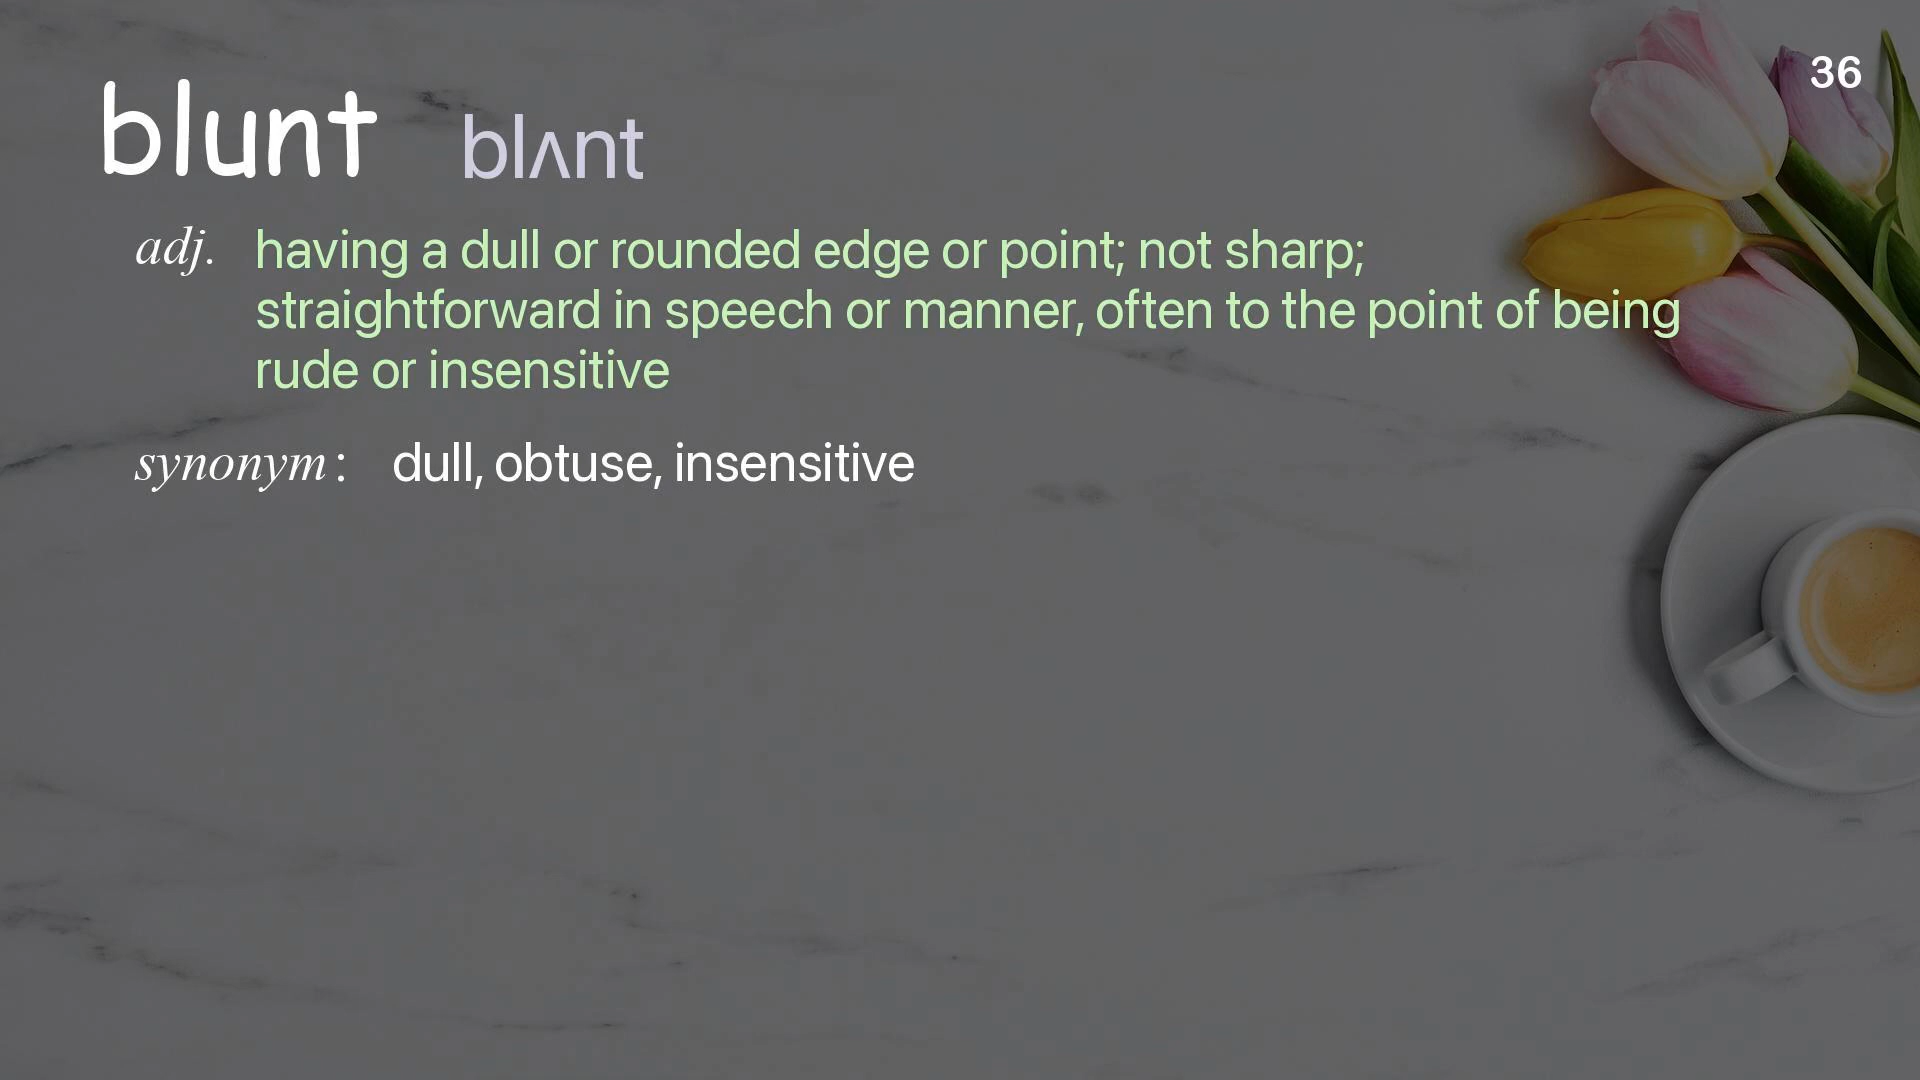 36
blunt blʌnt
adj. having a dull or rounded edge or point; not sharp;
straightforward in speech or manner, often to the point of being
rude or insensitive
synonym: dull, obtuse, insensitive